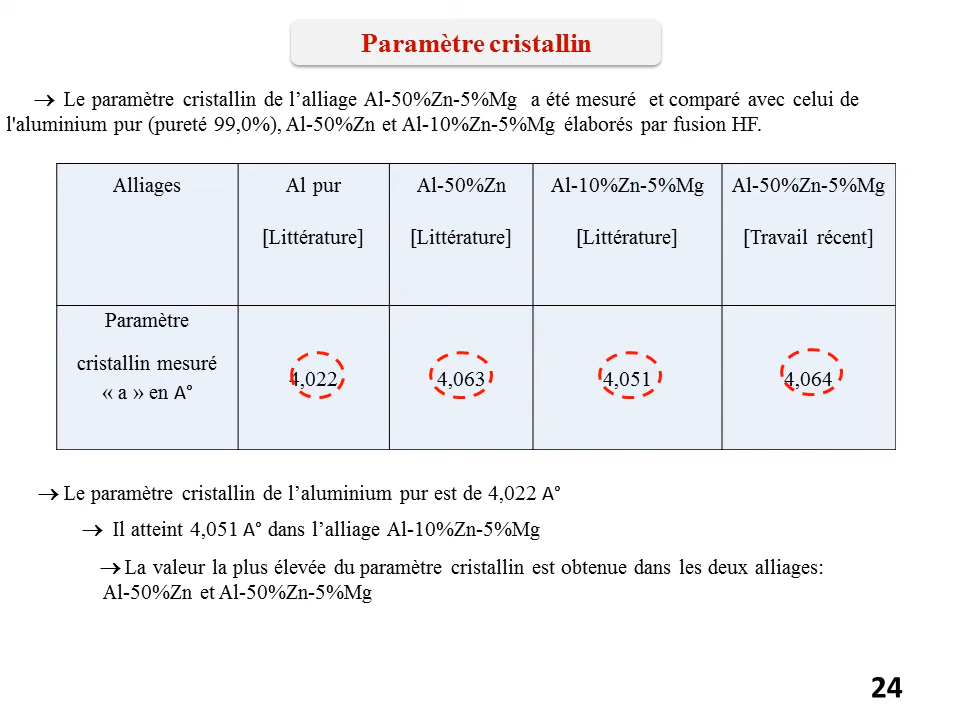 Paramètre cristallin
→ Le paramètre cristallin de l’alliage Al-50%Zn-5%Mg a été mesuré et comparé avec celui de
l'aluminium pur (pureté 99,0%), Al-50%Zn et Al-10%Zn-5%Mg élaborés par fusion HF.
Alliages
Al pur
[Littérature]
Al-50%Zn
[Littérature]
Al-10%Zn-5%Mg
[Littérature]
Al-50%Zn-5%Mg
[Travail récent]
Paramètre
cristallin mesuré
« a » en A°
4,022
4,063
4,051
4,064
→ Le paramètre cristallin de l’aluminium pur est de 4,022 A°
→ Il atteint 4,051 A° dans l’alliage Al-10%Zn-5%Mg
→ La valeur la plus élevée du paramètre cristallin est obtenue dans les deux alliages:
Al-50%Zn et Al-50%Zn-5%Mg
24